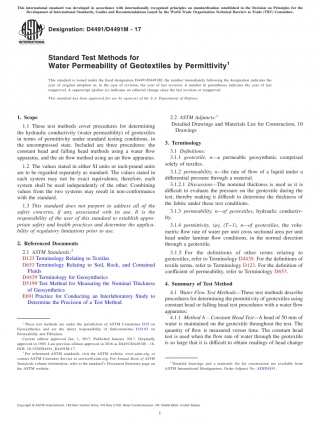 This international standard was developed in accordance with internationally recognized principles on standardization established in the Decision on Principles for the
Development of International Standards, Guides and Recommendations issued by the World Trade Organization Technical Barriers to Trade (TBT) Committee.
Designation: D4491/D4491M − 17
INTERNATIONAL
Standard Test Methods for
Water Permeability of Geotextiles by Permittivity1
This standard is issued under the fixed designation D4491/D4491M; the number immediately following the designation indicates the
year of original adoption or, in the case of revision, the year of last revision. A number in parentheses indicates the year of last
reapproval. A superscript epsilon (ε) indicates an editorial change since the last revision or reapproval.
This standard has been approved for use by agencies of the U.S. Department of Defense.
1. Scope
1.1 These test methods cover procedures for determining
the hydraulic conductivity (water permeability) of geotextiles
in terms of permittivity under standard testing conditions, in
the uncompressed state. Included are three procedures: the
constant head and falling head methods using a water flow
apparatus, and the air flow method using an air flow apparatus.
1.2 The values stated in either SI units or inch-pound units
are to be regarded separately as standard. The values stated in
each system may not be exact equivalents; therefore, each
system shall be used independently of the other. Combining
values from the two systems may result in non-conformance
with the standard.
1.3 This standard does not purport to address all of the
safety concerns, if any, associated with its use. It is the
responsibility of the user of this standard to establish appro-
priate safety and health practices and determine the applica-
bility of regulatory limitations prior to use.
2. Referenced Documents
2.1 ASTM Standards:2
D123 Terminology Relating to Textiles
D653 Terminology Relating to Soil, Rock, and Contained
Fluids
D4439 Terminology for Geosynthetics
D5199 Test Method for Measuring the Nominal Thickness
of Geosynthetics
E691 Practice for Conducting an Interlaboratory Study to
Determine the Precision of a Test Method
1 These test methods are under the jurisdiction of ASTM Committee D35 on
Geosynthetics and are the direct responsibility of Subcommittee D35.03 on
Permeability and Filtration.
Current edition approved Jan. 1, 2017. Published January 2017. Originally
approved in 1985. Last previous edition approved in 2016 as D4491/D4491M – 16.
DOI: 10.1520/D4491_D4491M-17.
2 For referenced ASTM standards, visit the ASTM website, www.astm.org, or
contact ASTM Customer Service at service@astm.org. For Annual Book of ASTM
Standards volume information, refer to the standard's Document Summary page on
the ASTM website.
2.2 ASTM Adjuncts:3
Detailed Drawings and Materials List for Construction, 10
Drawings
3. Terminology
3.1 Definitions:
3.1.1 geotextile, n—a permeable geosynthetic comprised
solely of textiles.
3.1.2 permeability, n—the rate of flow of a liquid under a
differential pressure through a material.
3.1.2.1 Discussion—The nominal thickness is used as it is
difficult to evaluate the pressure on the geotextile during the
test, thereby making it difficult to determine the thickness of
the fabric under these test conditions.
3.1.3 permeability, n—of geotextiles, hydraulic conductiv-
ity.
3.1.4 permittivity, (ψ), (T−1), n—of geotextiles, the volu-
metric flow rate of water per unit cross sectional area per unit
head under laminar flow conditions, in the normal direction
through a geotextile.
3.1.5 For the definitions of other terms relating to
geotextiles, refer to Terminology D4439. For the definitions of
textile terms, refer to Terminology D123. For the definition of
coefficient of permeability, refer to Terminology D653.
4. Summary of Test Method
4.1 Water Flow Test Methods—These test methods describe
procedures for determining the permittivity of geotextiles using
constant head or falling head test procedures with a water flow
apparatus:
4.1.1 Method A – Constant Head Test—A head of 50 mm of
water is maintained on the geotextile throughout the test. The
quantity of flow is measured versus time. The constant head
test is used when the flow rate of water through the geotextile
is so large that it is difficult to obtain readings of head change
3 Detailed drawings and a materials list for construction are available from
ASTM International Headquarters. Order Adjunct No.
Copyright © ASTM International, 100 Barr Harbor Drive, PO Box C700, West Conshohocken, PA 19428-2959. United States
1